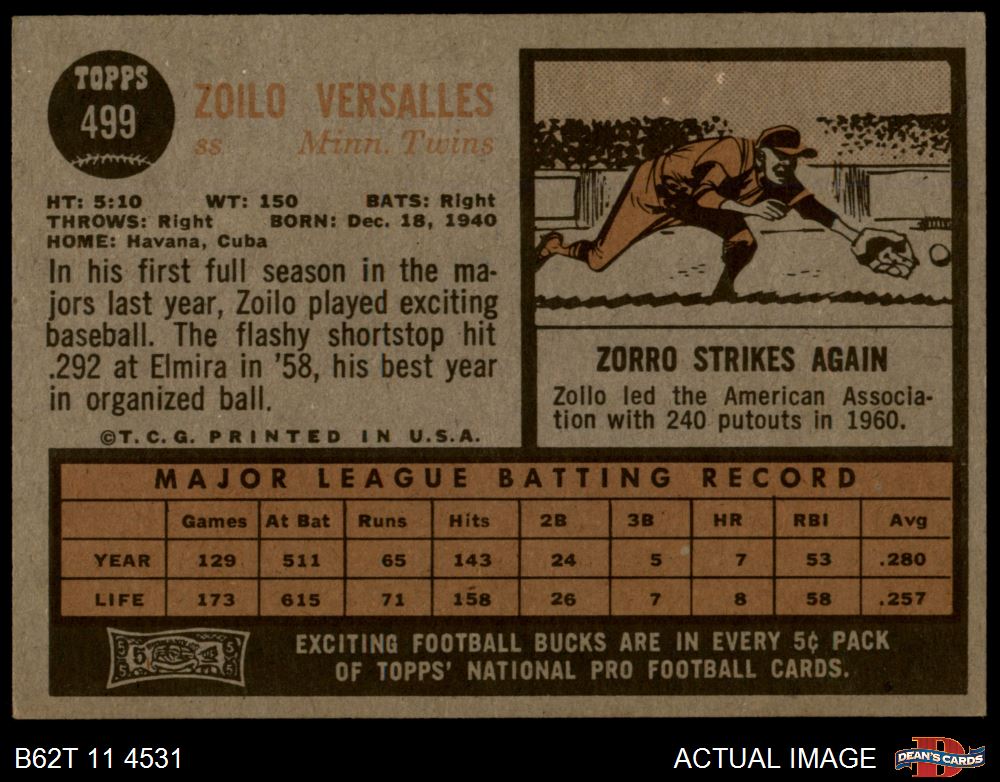 TOPPS
499
ZOILO VERSALLES
ss Minn. Twins
HT: 5:10 WT: 150 BATS: Right
THROWS: Right BORN: Dec. 18, 1940
HOME: Havana, Cuba
In his first full season in the ma-
jors last year, Zoilo played exciting
baseball. The flashy shortstop hit
.292 at Elmira in '58, his best year
in organized ball.
©T.C.G. PRINTED IN U.S.A.
ZORRO STRIKES AGAIN
Zoilo led the American Associa-
tion with 240 putouts in 1960.
MAJOR LEAGUE BATTING RECORD
Games At Bat Runs Hits 2B 3B HR RBI Avg
YEAR 129 511 65 143 24 5 7 53 .280
LIFE 173 615 71 158 26 7 8 58 .257
5 5 5 5 5
EXCITING FOOTBALL BUCKS ARE IN EVERY 5¢ PACK
OF TOPPS' NATIONAL PRO FOOTBALL CARDS.
B62T 11 4531
ACTUAL IMAGE
D
DEAN'S CARDS